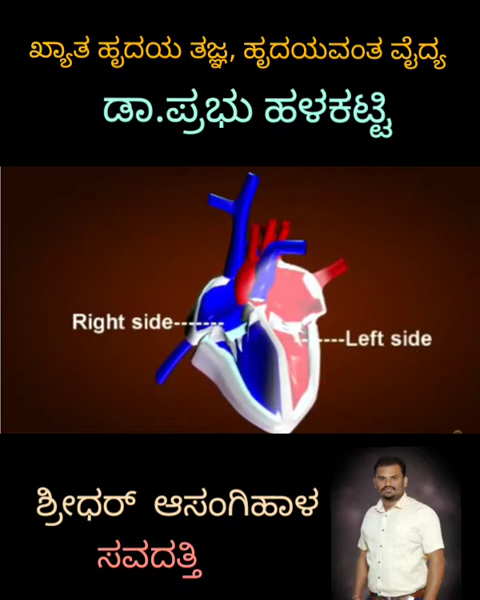 ಖ್ಯಾತ ಹೃದಯ ತಜ್ಞ, ಹೃದಯವಂತ ವೈದ್ಯ
ಡಾ.ಪ್ರಭು ಹಳಕಟ್ಟಿ
Right side-------
----Left side
ಶ್ರೀಧರ್ ಆಸಂಗಿಹಾಳ
ಸವದತ್ತಿ